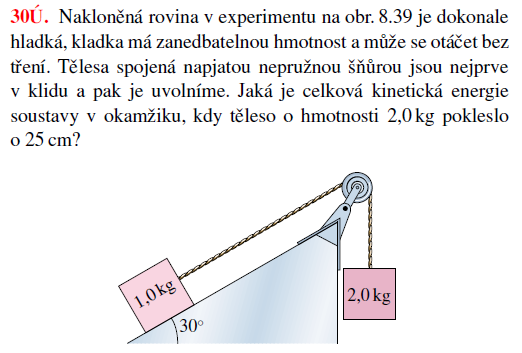 30Ú. Nakloněná rovina v experimentu na obr. 8.39 je dokonale
hladká, kladka má zanedbatelnou hmotnost a může se otáčet bez
tření. Tělesa spojená napjatou nepružnou šňůrou jsou nejprve
v klidu a pak je uvolníme. Jaká je celková kinetická energie
soustavy v okamžiku, kdy těleso o hmotnosti 2,0 kg pokleslo
o 25 cm?
1,0 kg
2,0 kg
30°